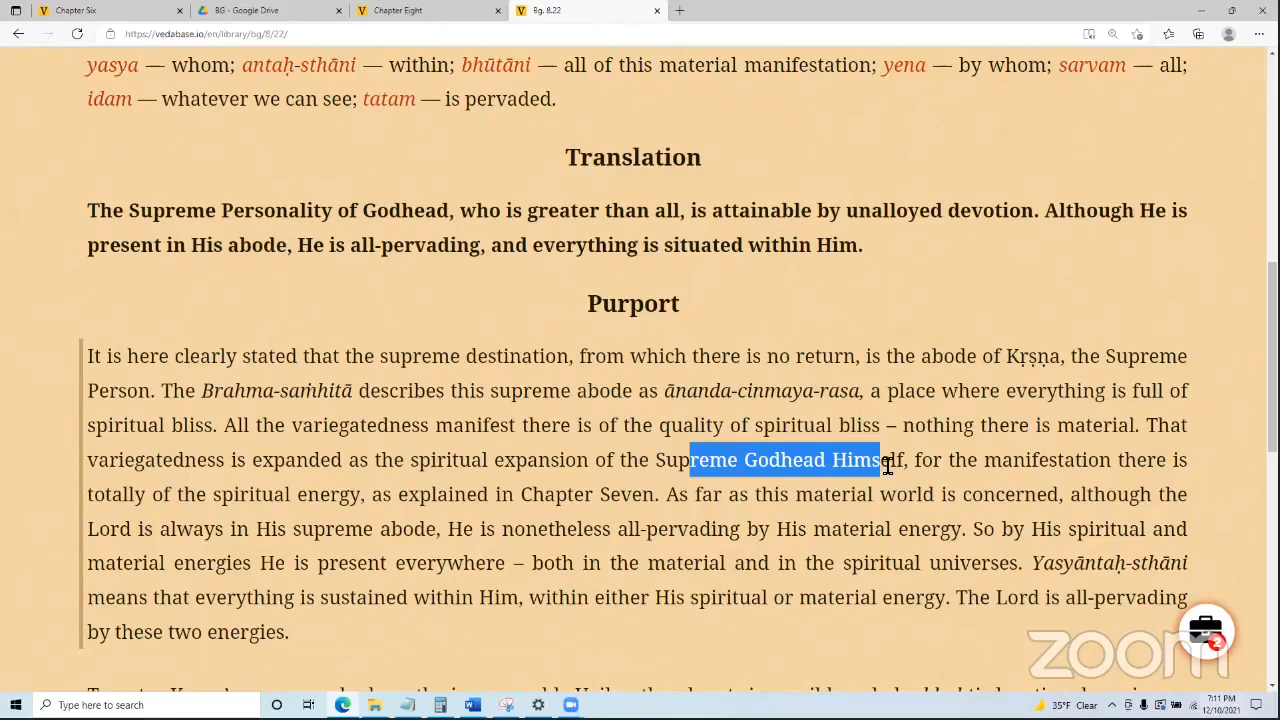 Chapter Six
BG - Google Drive
Chapter Eight
Bg. 8.22
https://vedabase.io/en/library/bg/8/22/
yasya — whom; antaḥ-sthāni — within; bhūtāni — all of this material manifestation; yena — by whom; sarvam — all;
idam — whatever we can see; tatam — is pervaded.
Translation
The Supreme Personality of Godhead, who is greater than all, is attainable by unalloyed devotion. Although He is
present in His abode, He is all-pervading, and everything is situated within Him.
Purport
It is here clearly stated that the supreme destination, from which there is no return, is the abode of Kṛṣṇa, the Supreme
Person. The Brahma-saṁhitā describes this supreme abode as ānanda-cinmaya-rasa, a place where everything is full of
spiritual bliss. All the variegatedness manifest there is of the quality of spiritual bliss – nothing there is material. That
variegatedness is expanded as the spiritual expansion of the Supreme Godhead Himself, for the manifestation there is
totally of the spiritual energy, as explained in Chapter Seven. As far as this material world is concerned, although the
Lord is always in His supreme abode, He is nonetheless all-pervading by His material energy. So by His spiritual and
material energies He is present everywhere – both in the material and in the spiritual universes. Yasyāntaḥ-sthāni
means that everything is sustained within Him, within either His spiritual or material energy. The Lord is all-pervading
by these two energies.
2
zoom
Type here to search
35°F Clear
7:11 PM
12/10/2021